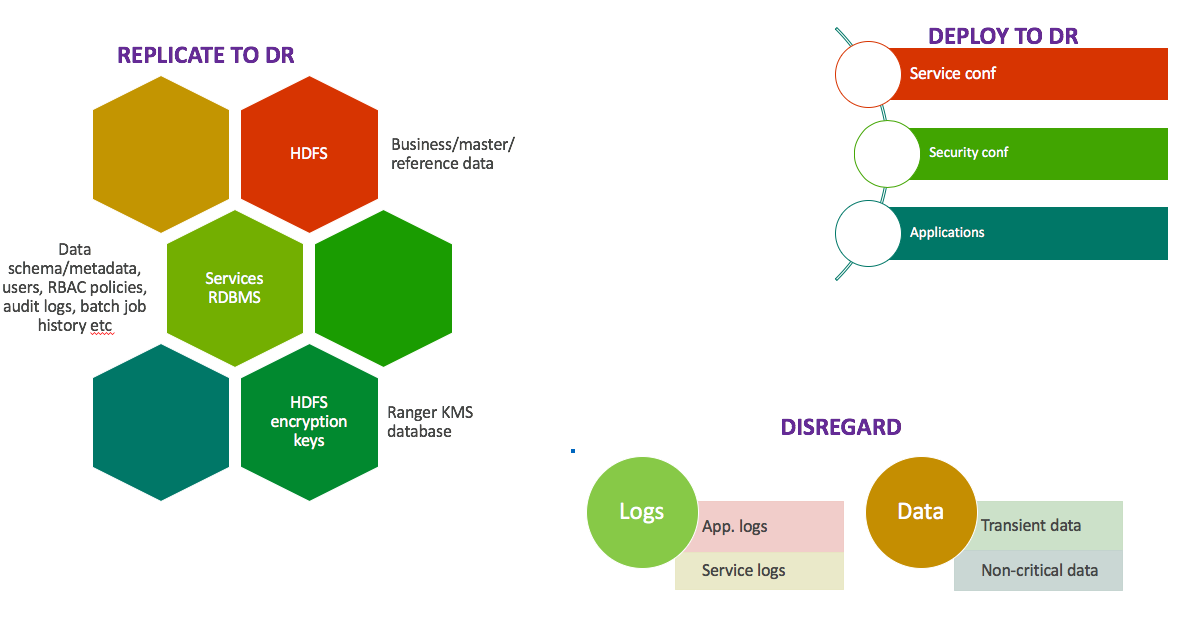 REPLICATE TO DR
HDFS
Business/master/
reference data
Data
schema/metadata,
users, RBAC policies,
audit logs, batch job
history etc
Services
RDBMS
HDFS
encryption
keys
Ranger KMS
database
DEPLOY TO DR
Service conf
Security conf
Applications
DISREGARD
Logs
App. logs
Service logs
Data
Transient data
Non-critical data